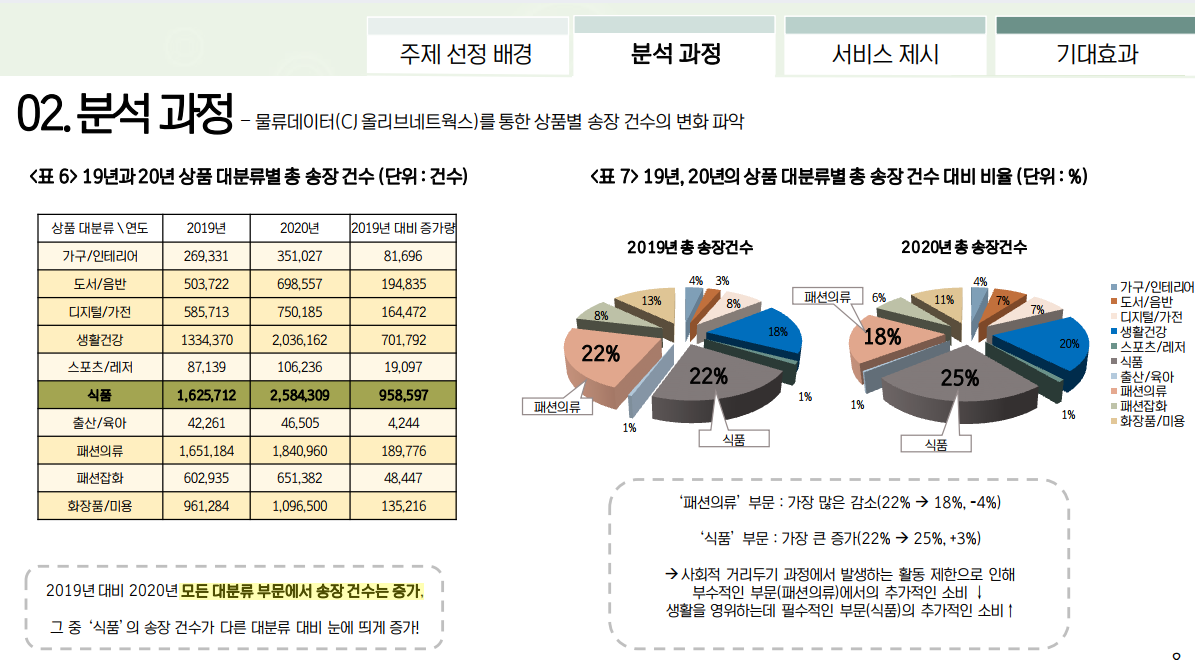 주제 선정 배경
분석 과정
서비스 제시
기대효과
02. 분석 과정 – 물류데이터(CJ 올리브네트웍스)를 통한 상품별 송장 건수의 변화 파악
<표 6> 19년과 20년 상품 대분류별 총 송장 건수 (단위 : 건수)
상품 대분류 \ 연도 2019년 2020년 2019년 대비 증가량
가구/인테리어 269,331 351,027 81,696
도서/음반 503,722 698,557 194,835
디지털/가전 585,713 750,185 164,472
생활건강 1334,370 2,036,162 701,792
스포츠/레저 87,139 106,236 19,097
식품 1,625,712 2,584,309 958,597
출산/육아 42,261 46,505 4,244
패션의류 1,651,184 1,840,960 189,776
패션잡화 602,935 651,382 48,447
화장품/미용 961,284 1,096,500 135,216
2019년 대비 2020년 모든 대분류 부문에서 송장 건수는 증가.
그 중 ‘식품’의 송장 건수가 다른 대분류 대비 눈에 띄게 증가!
<표 7> 19년, 20년의 상품 대분류별 총 송장 건수 대비 비율 (단위 : %)
2019년 총 송장건수
4%
3%
8%
18%
1%
22%
식품
1%
22%
패션의류
8%
13%
2020년 총 송장건수
4%
7%
7%
20%
1%
25%
식품
1%
18%
패션의류
6%
11%
가구/인테리어
도서/음반
디지털/가전
생활건강
스포츠/레저
식품
출산/육아
패션의류
패션잡화
화장품/미용
‘패션의류’ 부문 : 가장 많은 감소(22% → 18%, -4%)
‘식품’ 부문 : 가장 큰 증가(22% → 25%, +3%)
→ 사회적 거리두기 과정에서 발생하는 활동 제한으로 인해
부수적인 부문(패션의류)에서의 추가적인 소비 ↓
생활을 영위하는데 필수적인 부문(식품)의 추가적인 소비↑